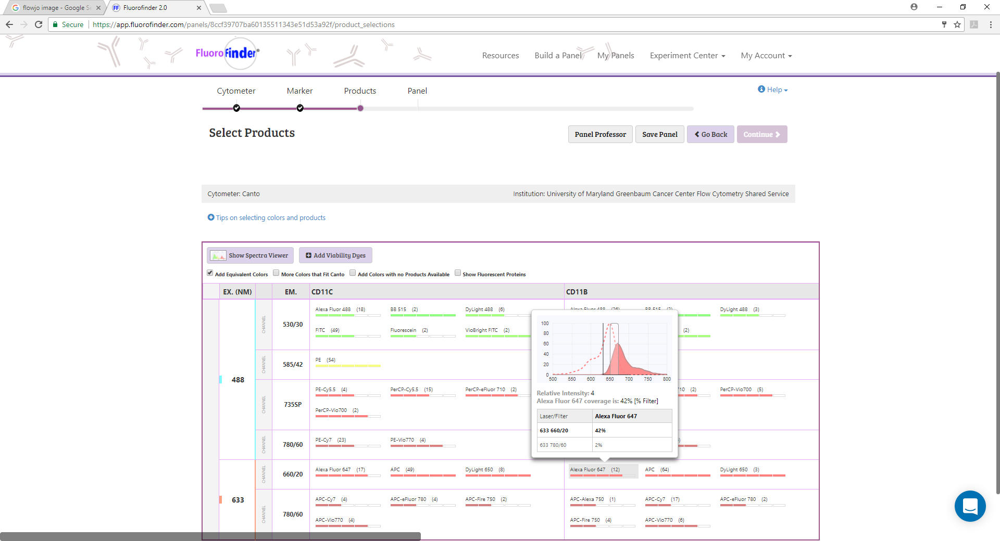 flowjo image - Google Se
Fluorofinder 2.0
Secure
https://app.fluorofinder.com/panels/8ccf39707ba60135511343e51d53a92f/product_selections
FluoroFinder®
Resources
Build a Panel
My Panels
Experiment Center
My Account
Cytometer
Marker
Products
Panel
Help
Select Products
Panel Professor
Save Panel
Go Back
Continue
Cytometer: Canto
Institution: University of Maryland Greenbaum Cancer Center Flow Cytometry Shared Service
Tips on selecting colors and products
Show Spectra Viewer
Add Viability Dyes
Add Equivalent Colors
More Colors that Fit Canto
Add Colors with no Products Available
Show Fluorescent Proteins
EX. (NM)
EM.
CD11C
CD11B
488
CHANNEL
530/30
Alexa Fluor 488 (18)
BB 515 (2)
DyLight 488 (6)
DyLight 488 (3)
FITC (49)
Fluorescein (2)
VioBright FITC (2)
(2)
CHANNEL
585/42
PE (54)
CHANNEL
735SP
PE-Cy5.5 (4)
PerCP-Cy5.5 (15)
PerCP-eFluor 710 (2)
710 (2)
PerCP-Vio700 (5)
PerCP-Vio700 (2)
CHANNEL
780/60
PE-Cy7 (23)
PE-Vio770 (4)
100
80
60
40
20
0
500 550 600 650 700 750 800
Relative Intensity: 4
Alexa Fluor 647 coverage is: 42% [% Filter]
Laser/Filter
Alexa Fluor 647
633 660/20
42%
633 780/60
2%
633
CHANNEL
660/20
Alexa Fluor 647 (17)
APC (49)
DyLight 650 (8)
Alexa Fluor 647 (12)
APC (64)
DyLight 650 (3)
CHANNEL
780/60
APC-Cy7 (4)
APC-eFluor 780 (4)
APC-Fire 750 (2)
APC-Alexa 750 (1)
APC-Cy7 (17)
APC-eFluor 780 (2)
APC-Vio770 (4)
APC-Fire 750 (4)
APC-Vio770 (6)